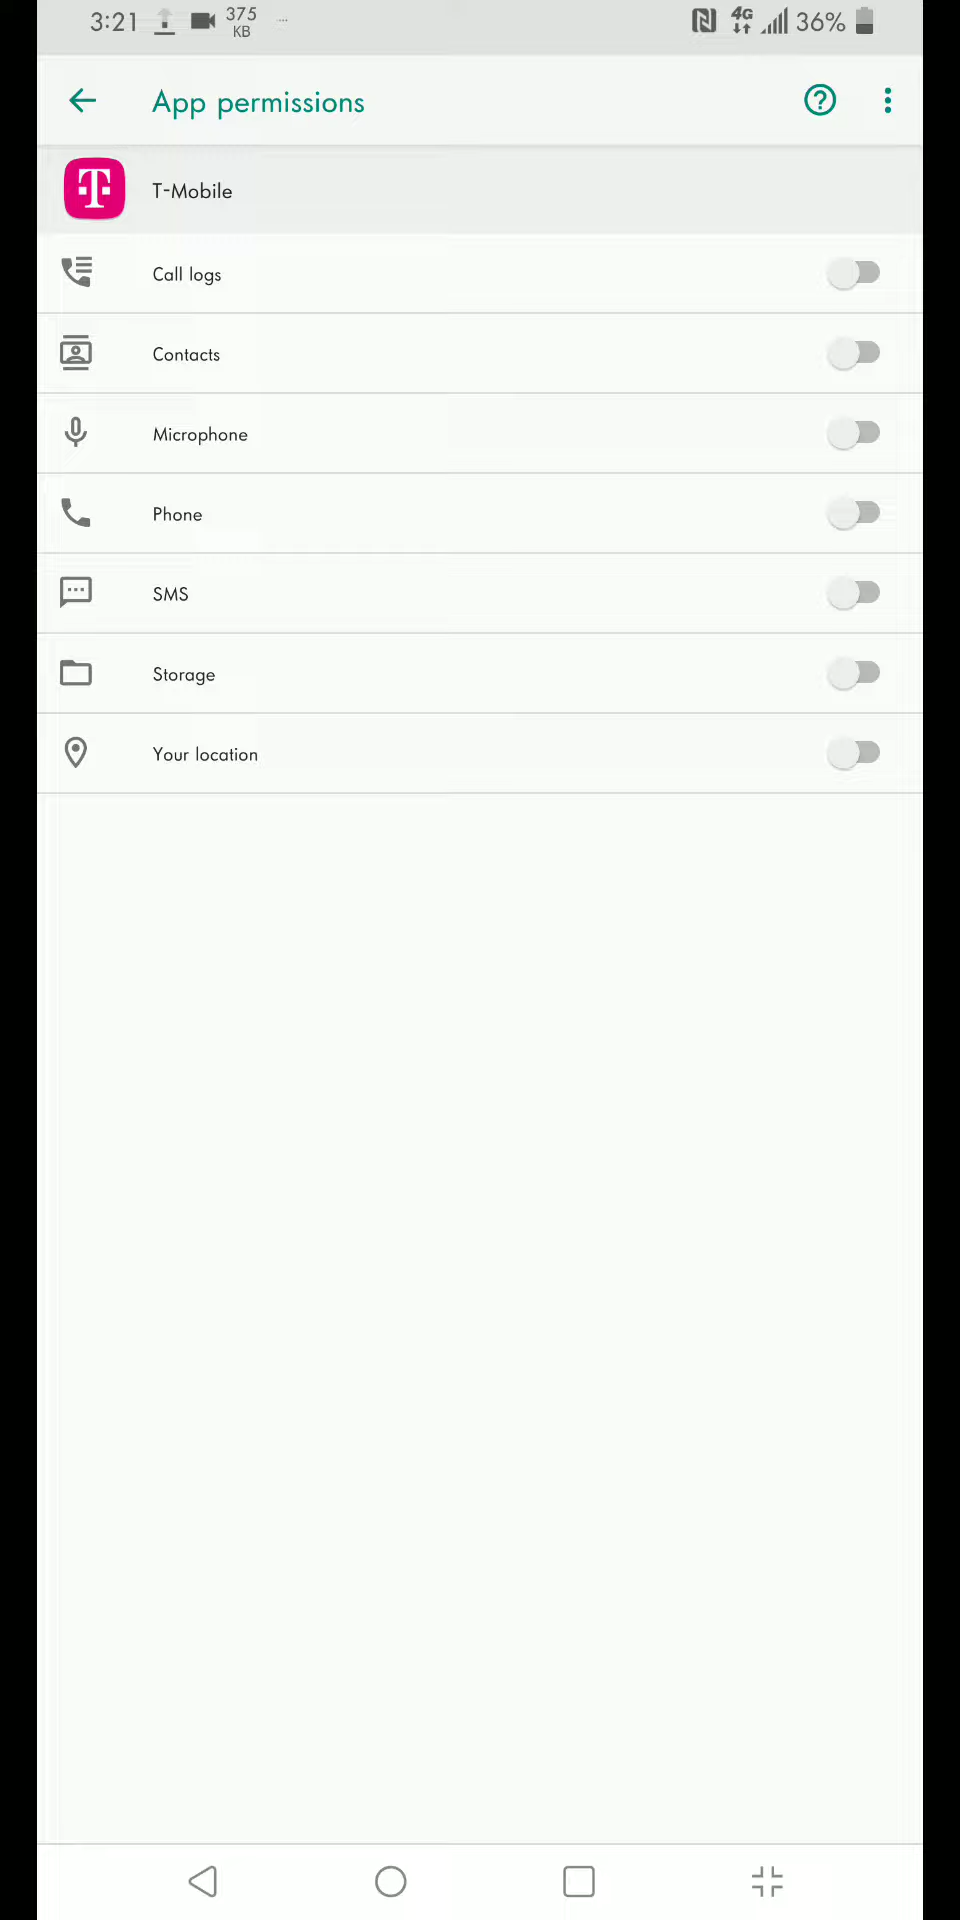 3:21 375 KB ... 4G 36%
App permissions
T T-Mobile
Call logs
Contacts
Microphone
Phone
SMS
Storage
Your location